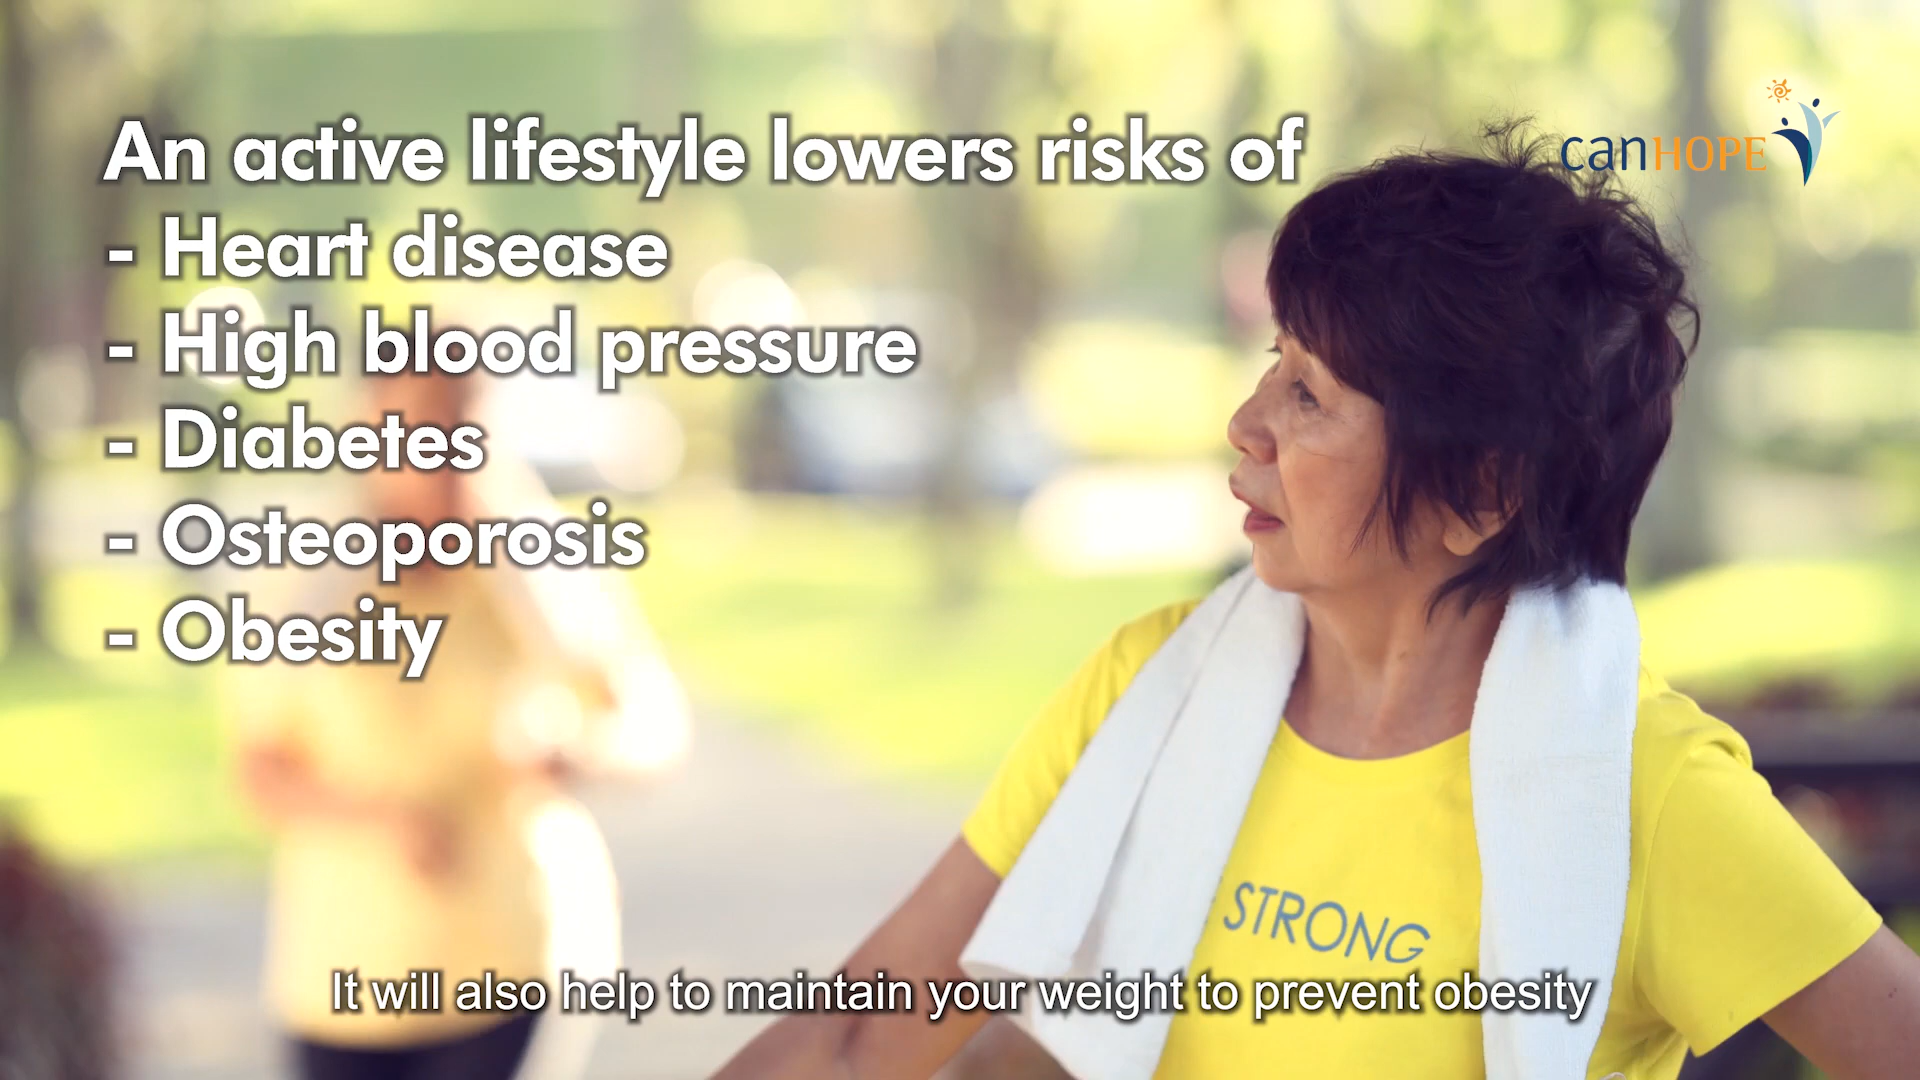 An active lifestyle lowers risks of
- Heart disease
- High blood pressure
- Diabetes
- Osteoporosis
- Obesity
canHOPE
STRONG
It will also help to maintain your weight to prevent obesity